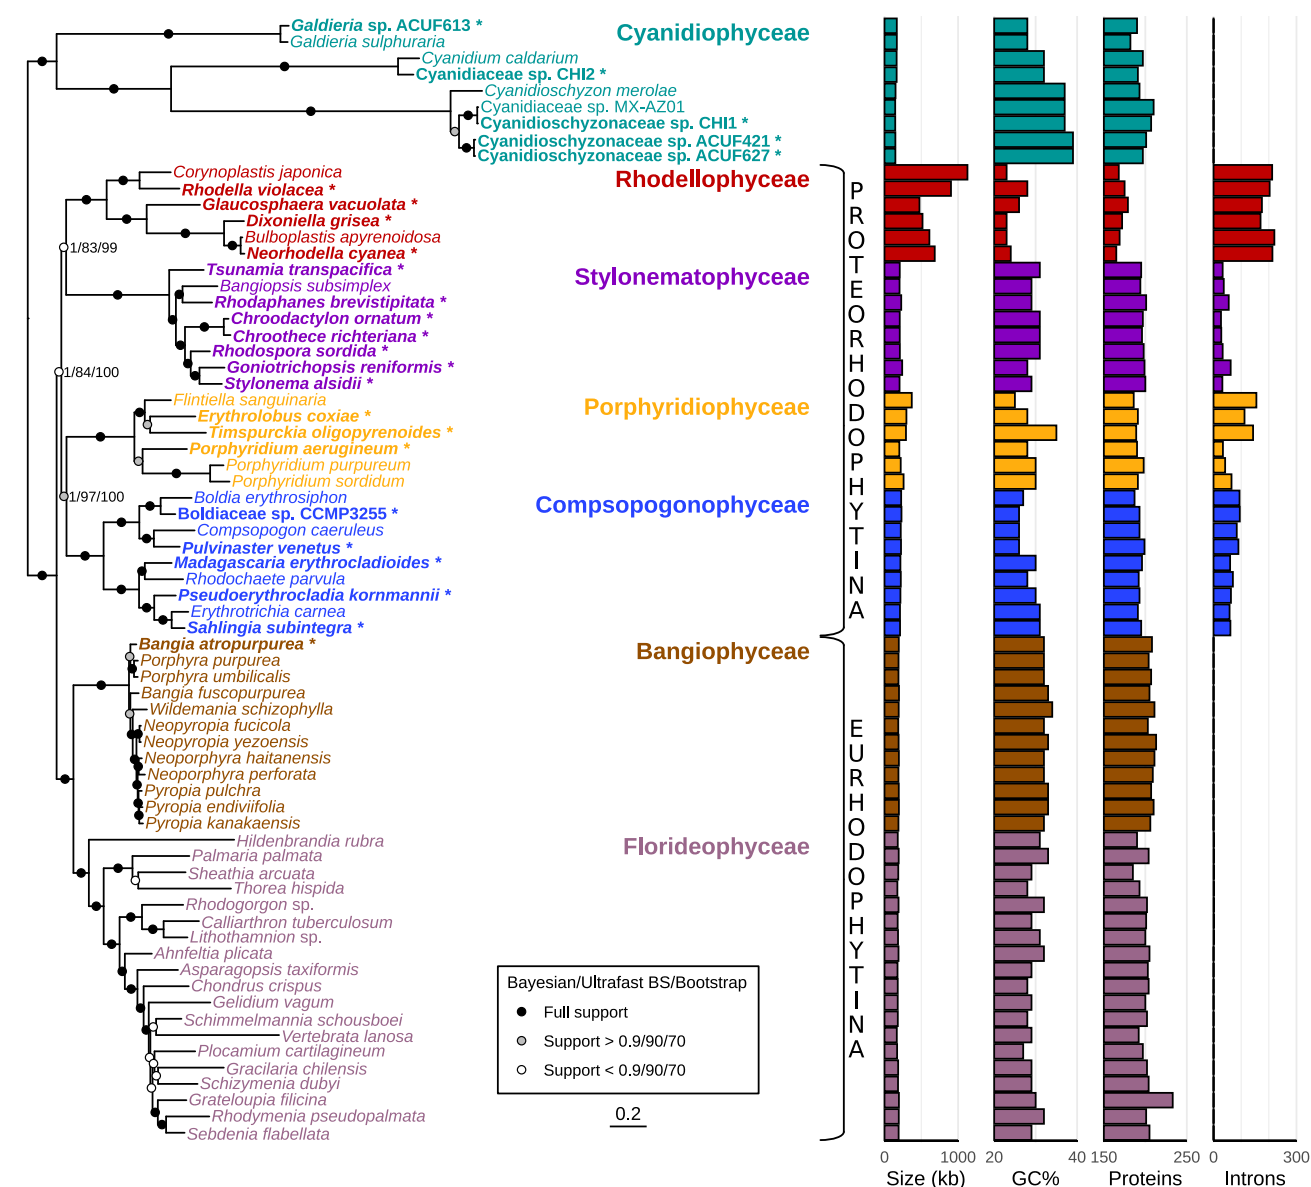 Galdieria sp. ACUF613 *
Galdieria sulphuraria
Cyanidium caldarium
Cyanidiaceae sp. CHI2 *
Cyanidioschyzon merolae
Cyanidiaceae sp. MX-AZ01
Cyanidioschyzonaceae sp. CHI1 *
Cyanidioschyzonaceae sp. ACUF421 *
Cyanidioschyzonaceae sp. ACUF627 *
Cyanidiophyceae
Corynoplastis japonica
Rhodella violacea *
Glaucosphaera vacuolata *
Dixoniella grisea *
Bulboplastis apyrenoidosa
Neorhodella cyanea *
Rhodellophyceae
1/83/99
Tsunamia transpacifica *
Bangiopsis subsimplex
Rhodaphanes brevistipitata *
Chroodactylon ornatum *
Chroothece richteriana *
Rhodospora sordida *
Goniotrichopsis reniformis *
Stylonema alsidii *
Stylonematophyceae
1/84/100
Flintiella sanguinaria
Erythrolobus coxiae *
Timspurckia oligopyrenoides *
Porphyridium aerugineum *
Porphyridium purpureum
Porphyridium sordidum
Porphyridiophyceae
1/97/100
Boldia erythrosiphon
Boldiaceae sp. CCMP3255 *
Compsopogon caeruleus
Pulvinaster venetus *
Madagascaria erythrocladioides *
Rhodochaete parvula
Pseudoerythrocladia kornmannii *
Erythrotrichia carnea
Sahlingia subintegra *
Compsopogonophyceae
PROTEORHODOPHYTINA
Bangia atropurpurea *
Porphyra purpurea
Porphyra umbilicalis
Bangia fuscopurpurea
Wildemania schizophylla
Neopyropia fucicola
Neopyropia yezoensis
Neoporphyra haitanensis
Neoporphyra perforata
Pyropia pulchra
Pyropia endiviifolia
Pyropia kanakaensis
Bangiophyceae
Hildenbrandia rubra
Palmaria palmata
Sheathia arcuata
Thorea hispida
Rhodogorgon sp.
Calliarthron tuberculosum
Lithothamnion sp.
Ahnfeltia plicata
Asparagopsis taxiformis
Chondrus crispus
Gelidium vagum
Schimmelmannia schousboei
Vertebrata lanosa
Plocamium cartilagineum
Gracilaria chilensis
Schizymenia dubyi
Grateloupia filicina
Rhodymenia pseudopalmata
Sebdenia flabellata
Florideophyceae
EURHODOPHYTINA
Bayesian/Ultrafast BS/Bootstrap
Full support
Support > 0.9/90/70
Support < 0.9/90/70
0.2
0 1000 20 40 150 250 0 300
Size (kb) GC% Proteins Introns